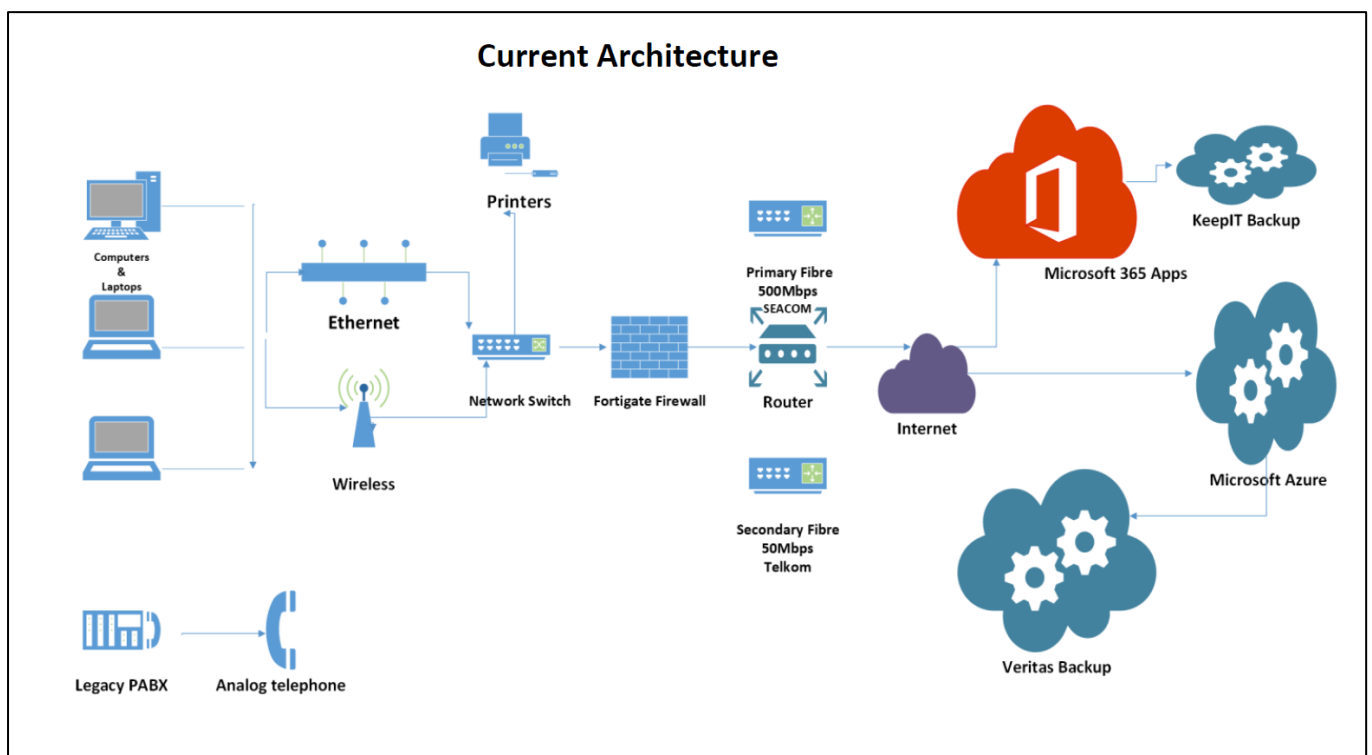 Current Architecture
Printers
Computers
&
Laptops
Ethernet
Wireless
Network Switch
Fortigate Firewall
Primary Fibre
500Mbps
SEACOM
Router
Secondary Fibre
50Mbps
Telkom
Internet
Microsoft 365 Apps
KeepIT Backup
Microsoft Azure
Veritas Backup
Legacy PABX
Analog telephone